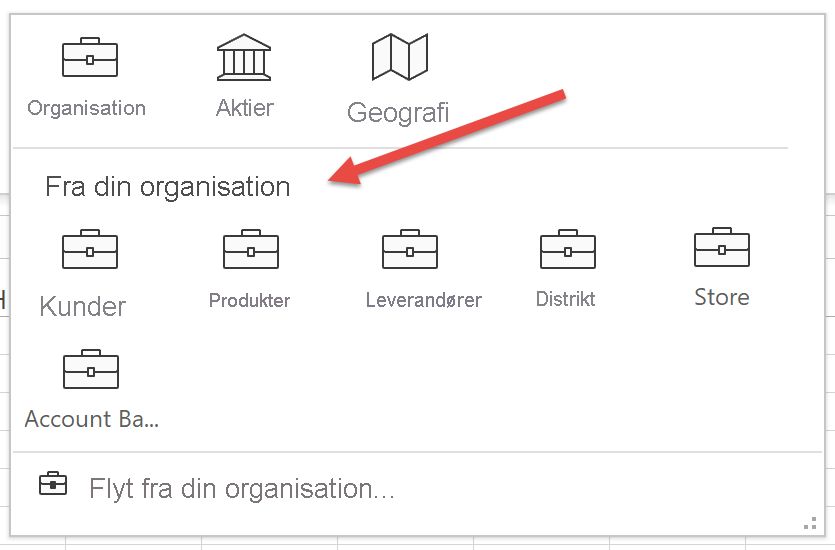 Organisation Aktier Geografi
Fra din organisation
Kunder Produkter Leverandører Distrikt Store
Account Ba...
Flyt fra din organisation...